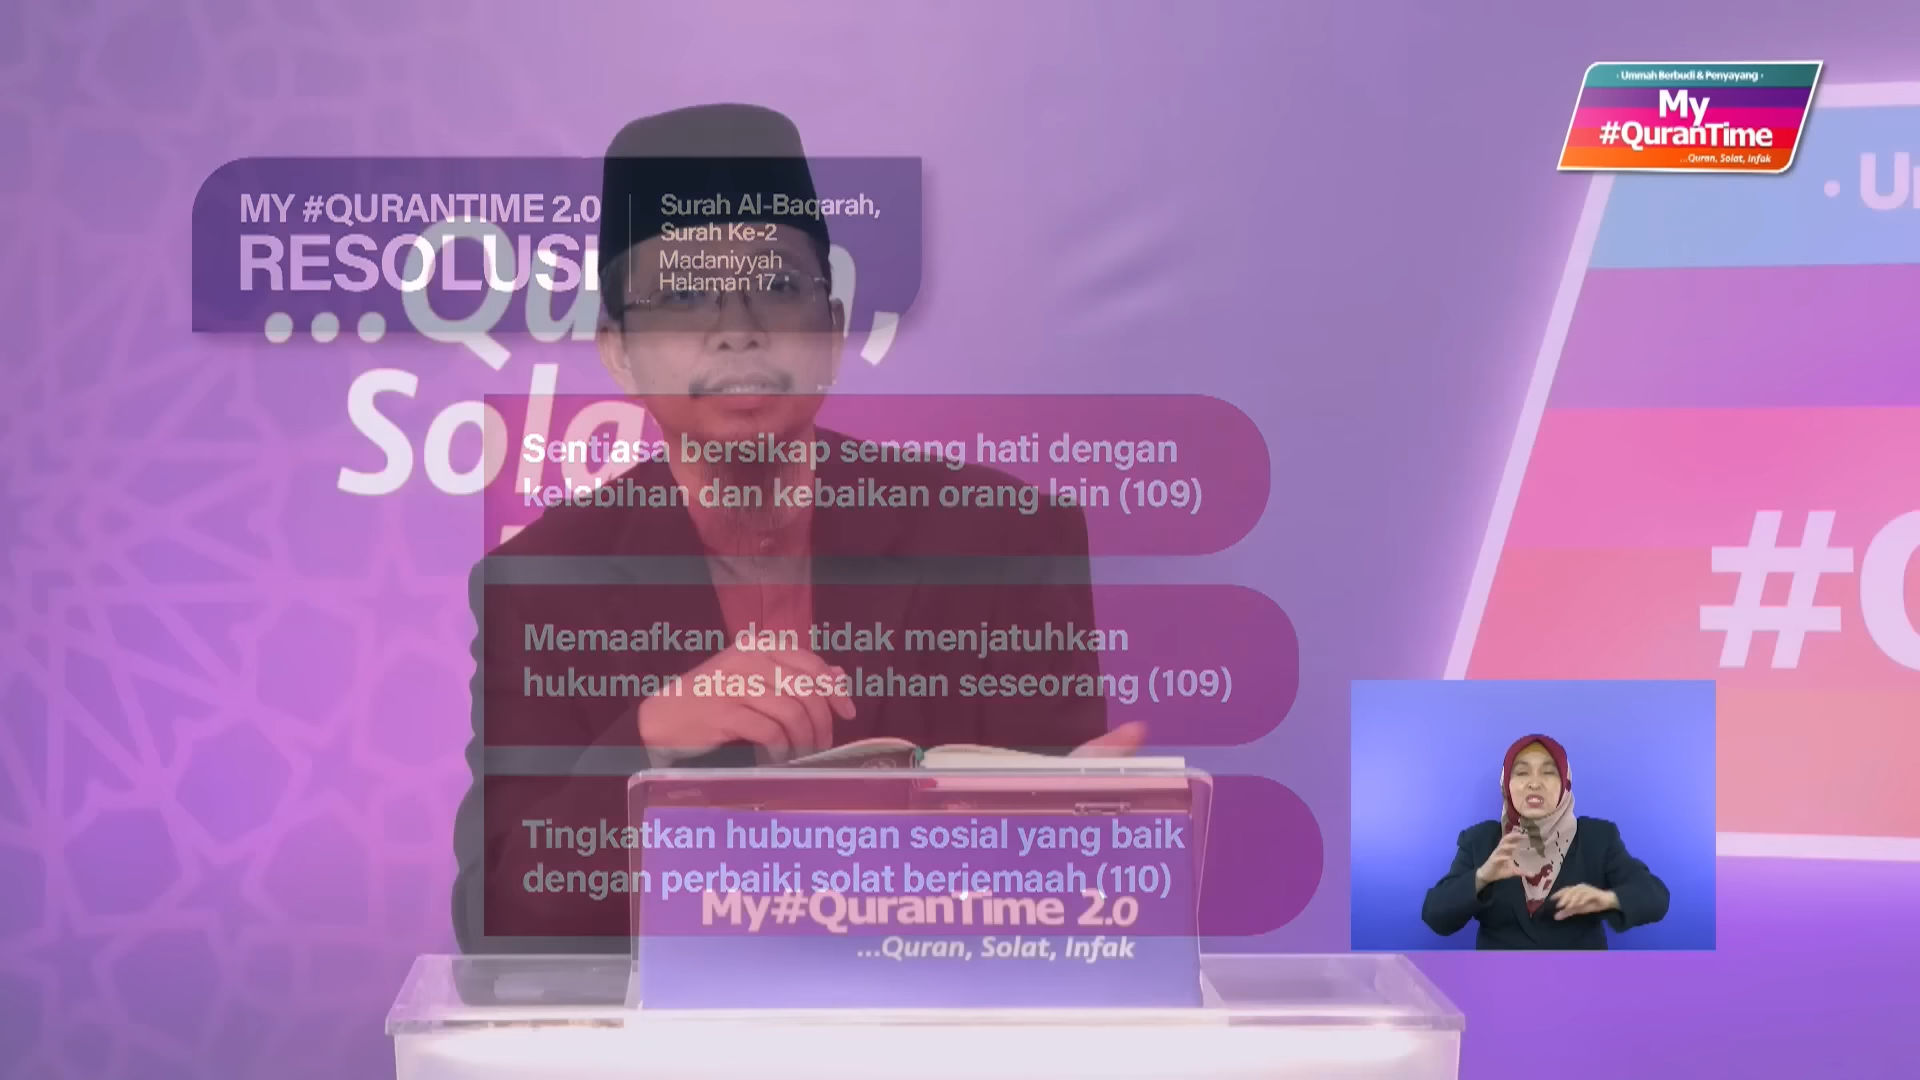 · Ummah Berbudi & Penyayang ·
My
#QuranTime
...Quran, Solat, Infak
MY #QURANTIME 2.0
RESOLUSI
Surah Al-Baqarah,
Surah Ke-2
Madaniyyah
Halaman 17
Sentiasa bersikap senang hati dengan
kelebihan dan kebaikan orang lain (109)
Memaafkan dan tidak menjatuhkan
hukuman atas kesalahan seseorang (109)
Tingkatkan hubungan sosial yang baik
dengan perbaiki solat berjemaah (110)
My#QuranTime 2.0
...Quran, Solat, Infak